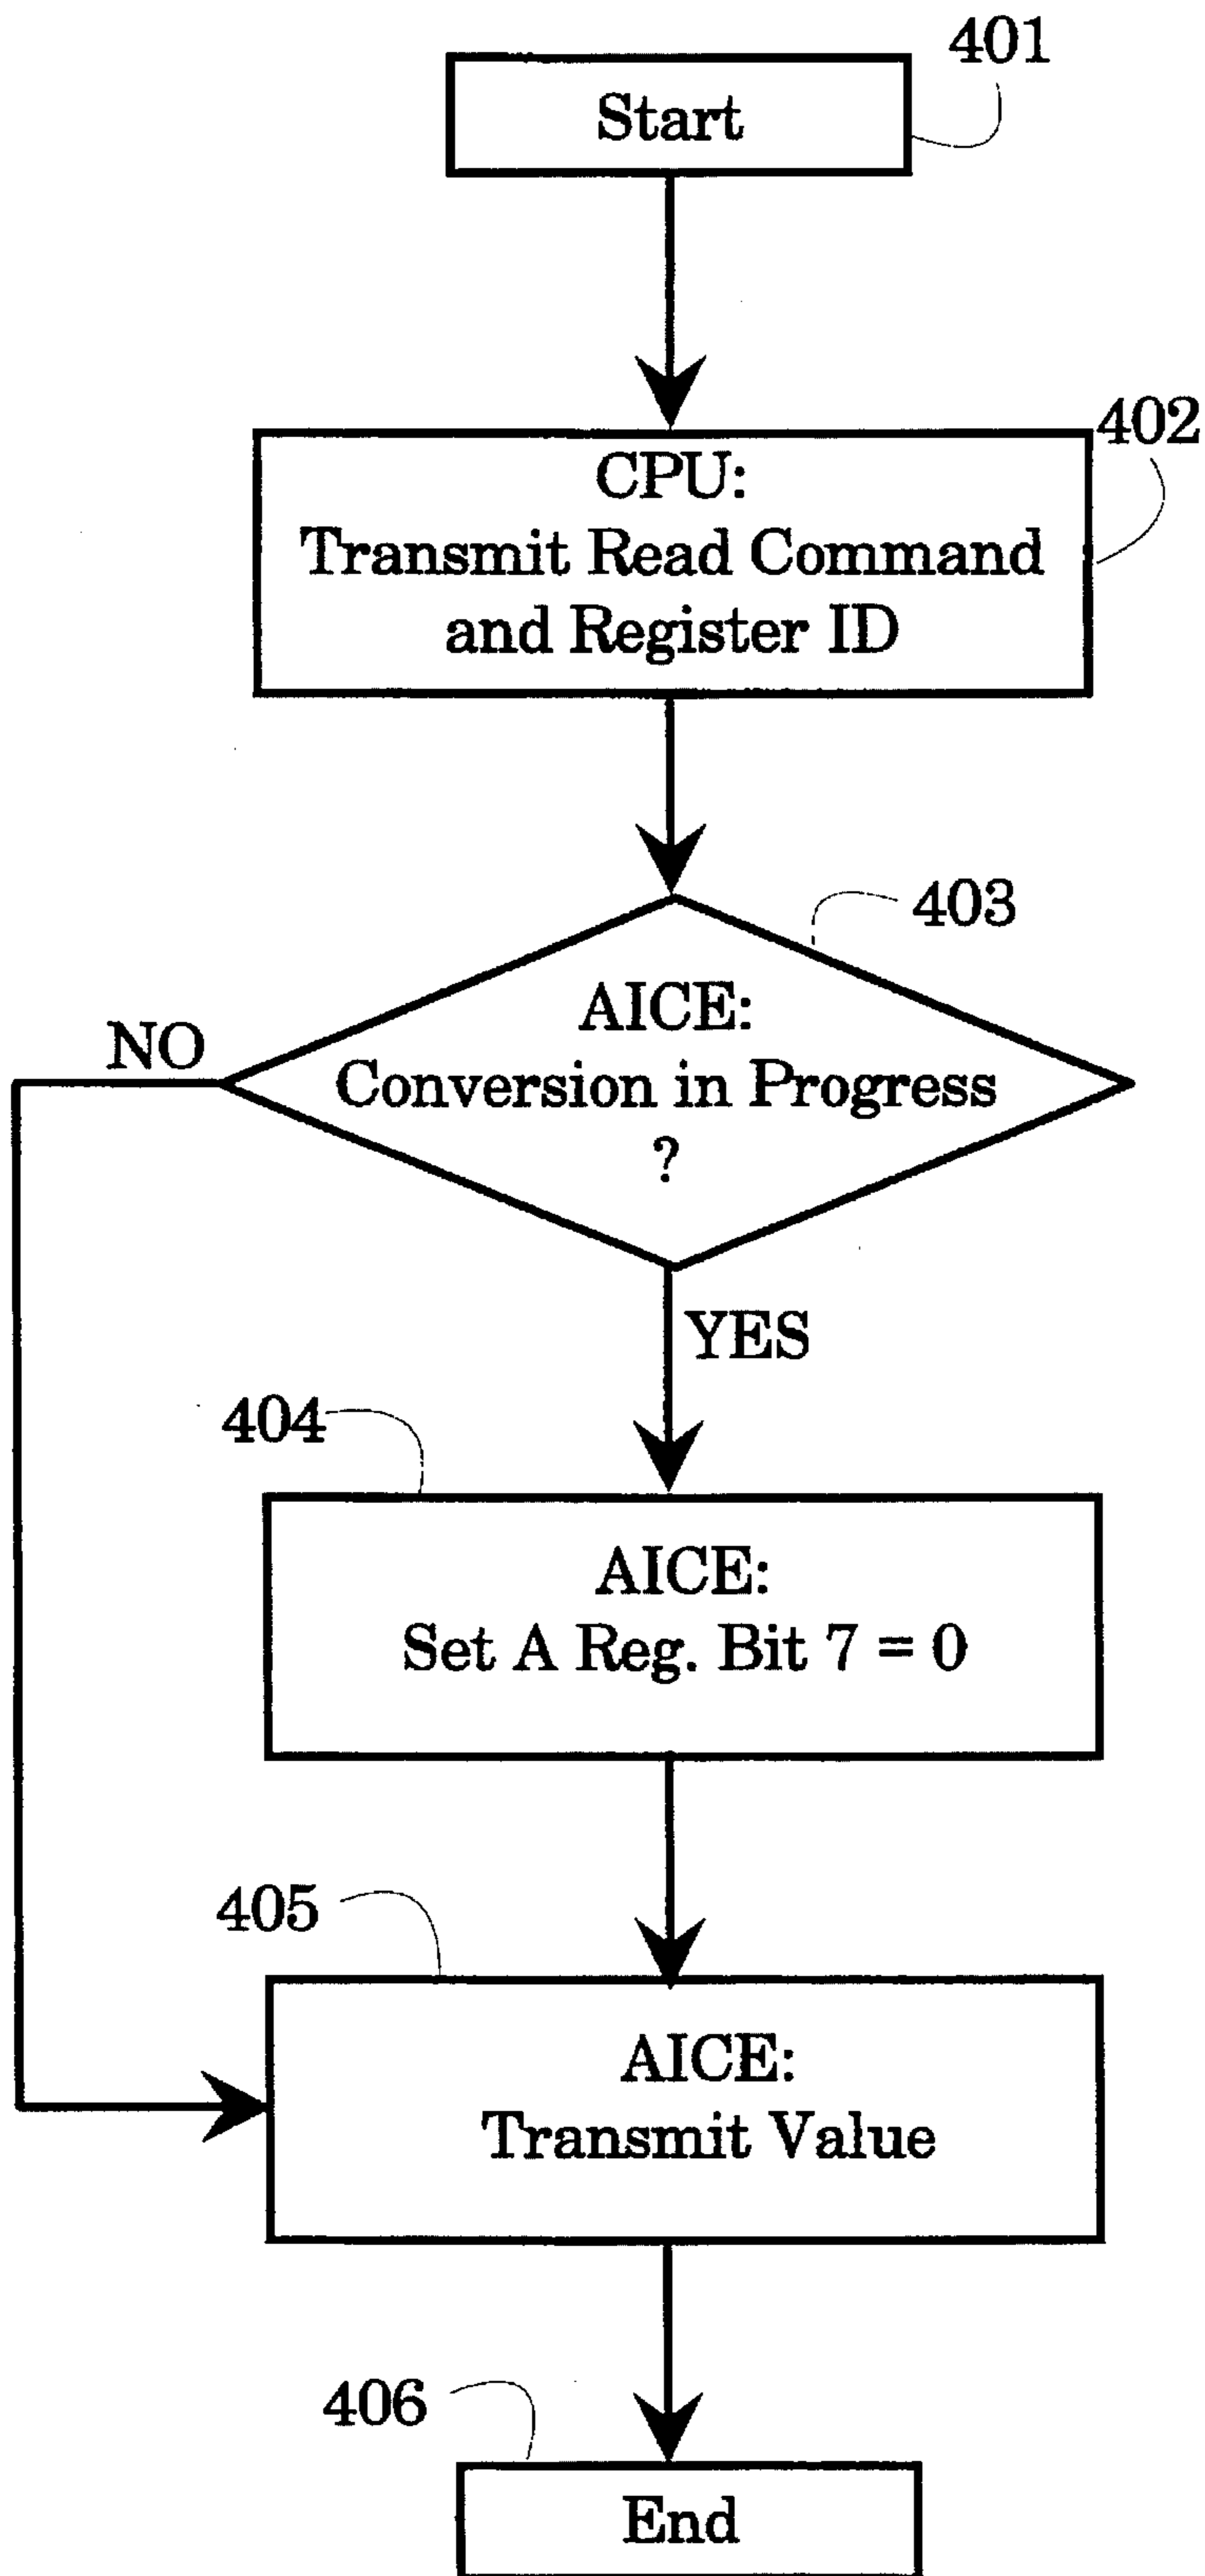 401
Start
402
CPU:
Transmit Read Command
and Register ID
403
AICE:
Conversion in Progress
?
NO
YES
404
AICE:
Set A Reg. Bit 7 = 0
405
AICE:
Transmit Value
406
End